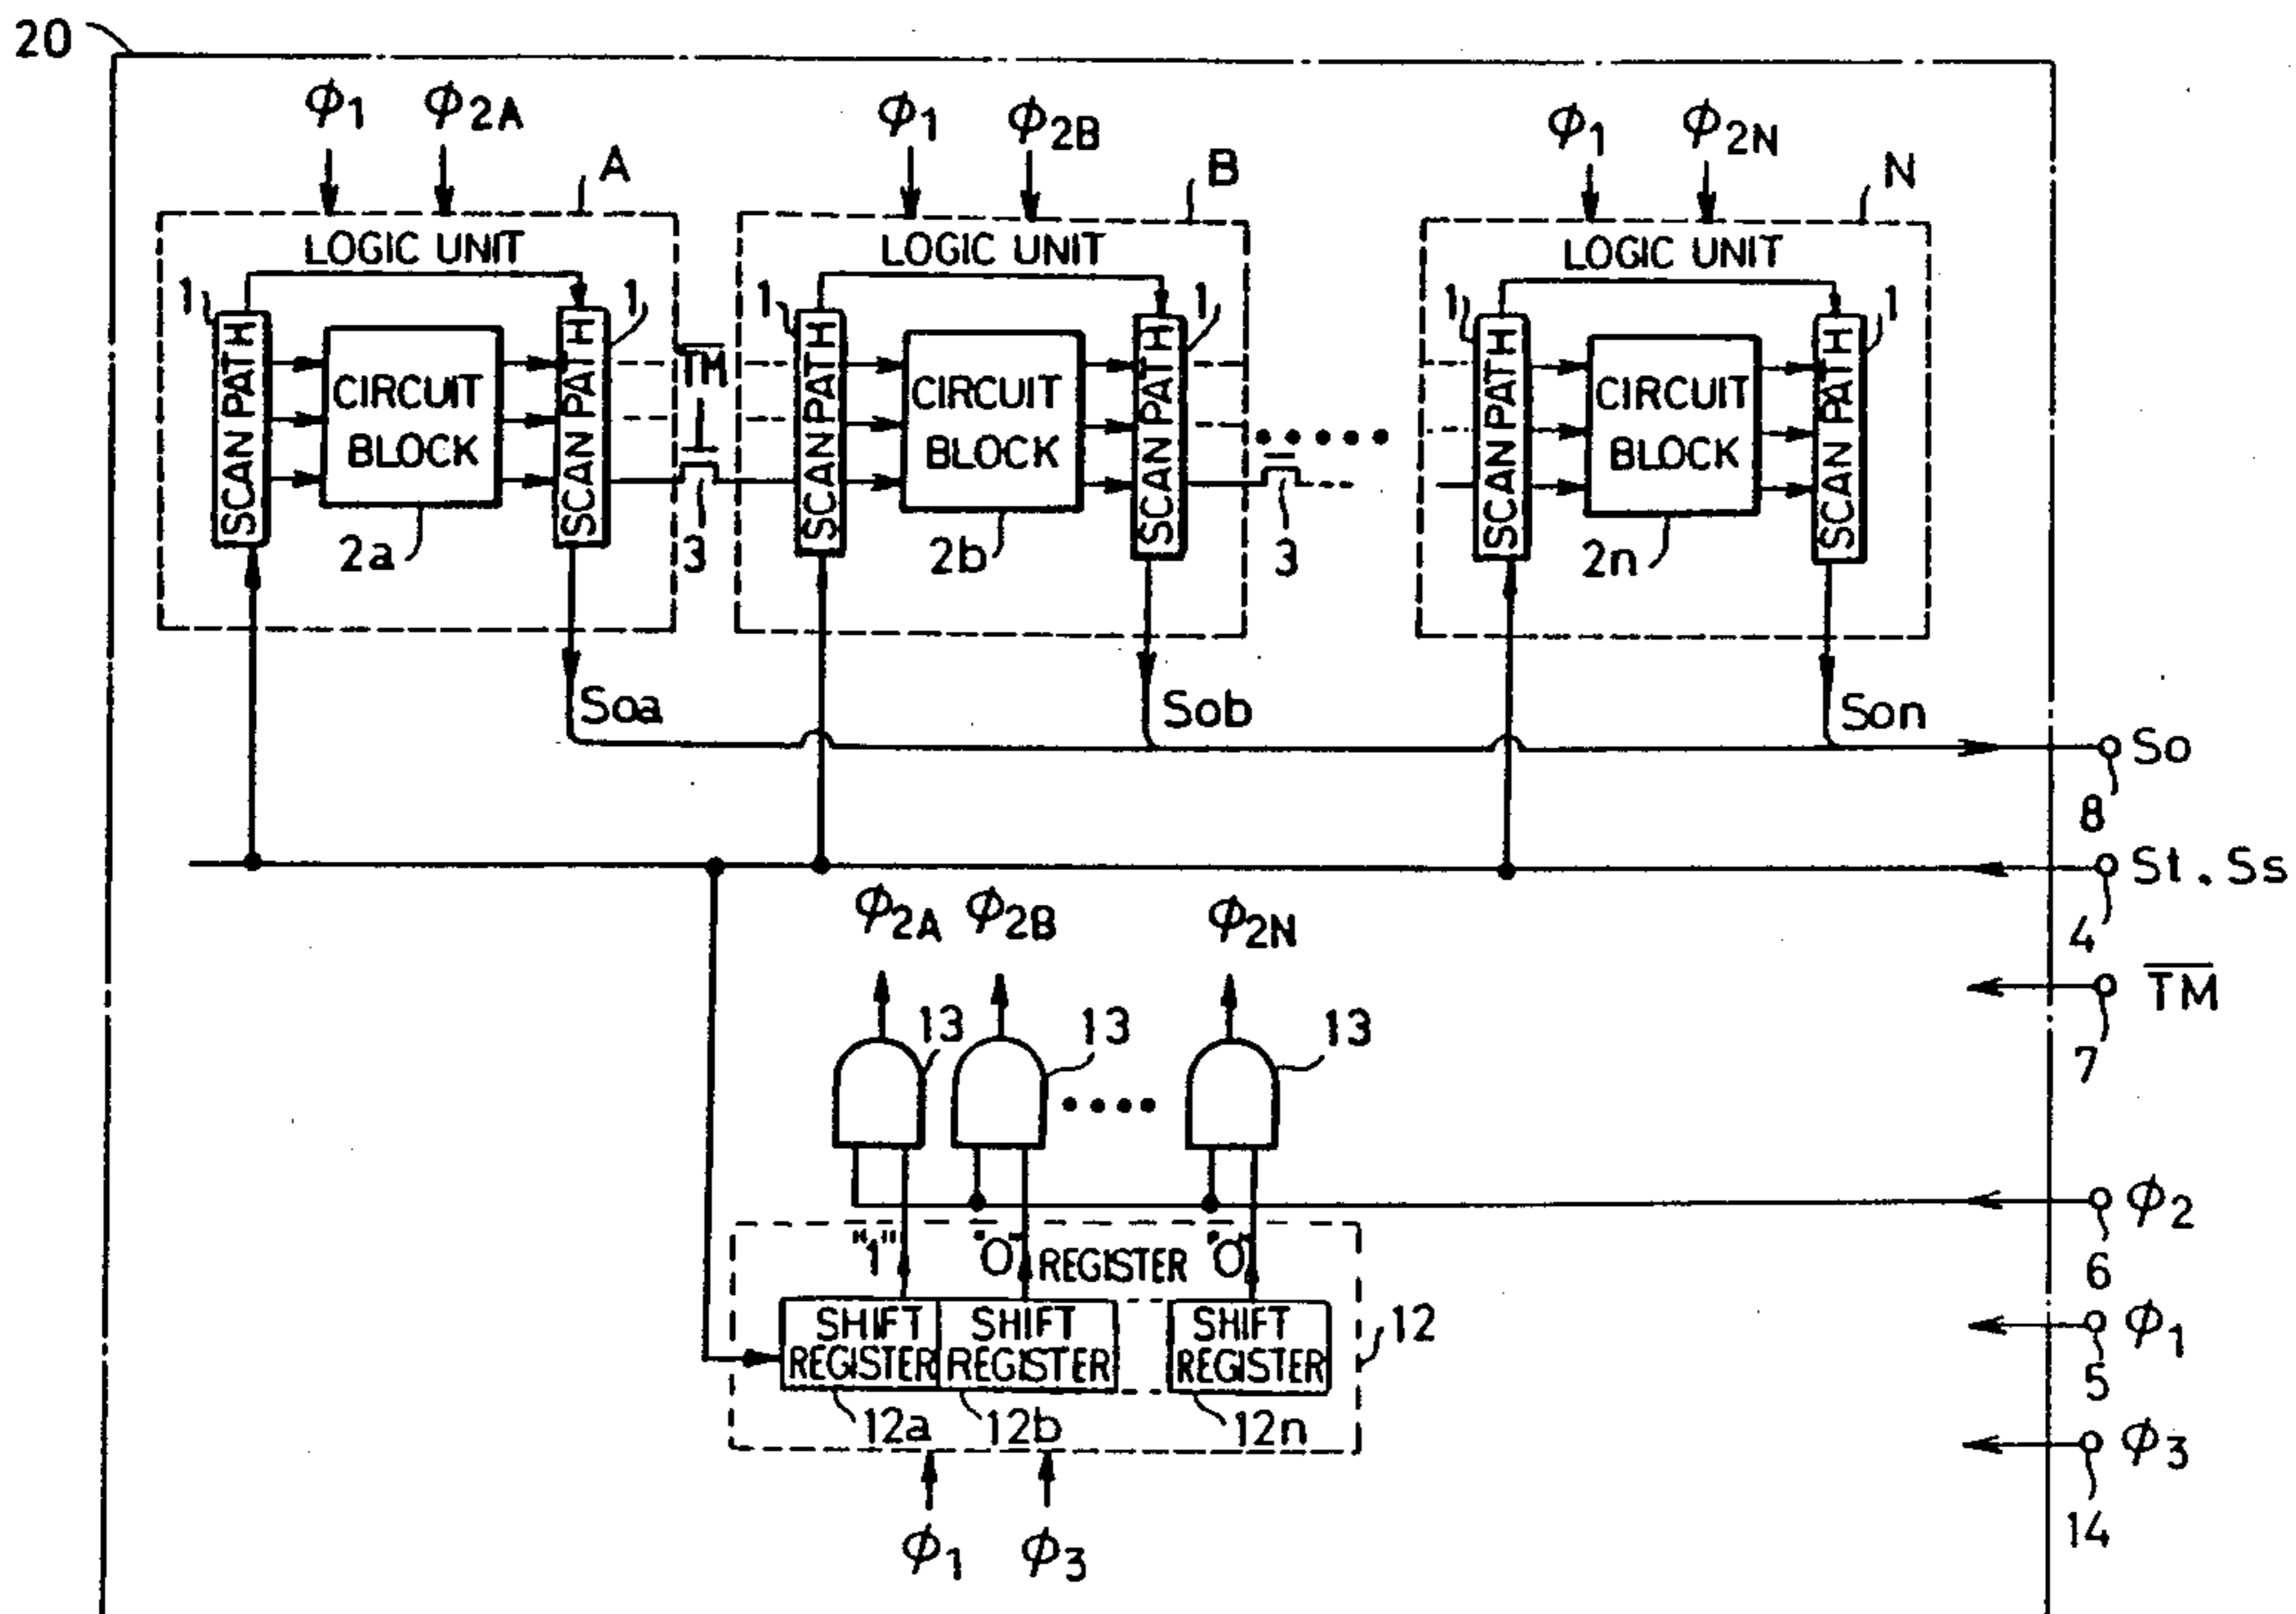 20
ϕ1 ϕ2A ϕ1 ϕ2B ϕ1 ϕ2N
A B N
LOGIC UNIT LOGIC UNIT LOGIC UNIT
1 1 1 1 1 1
SCAN PATH CIRCUIT BLOCK SCAN PATH T̅M̅ SCAN PATH CIRCUIT BLOCK SCAN PATH SCAN PATH CIRCUIT BLOCK SCAN PATH
2a 3 2b 3 2n
Soa Sob Son
So
8
St.Ss
4
ϕ2A ϕ2B ϕ2N
T̅M̅
7
13 13 13
ϕ2
6
"1" "0" REGISTER "0"
ϕ1
5
SHIFT REGISTER SHIFT REGISTER SHIFT REGISTER
12
12a 12b 12n
ϕ3
14
ϕ1 ϕ3